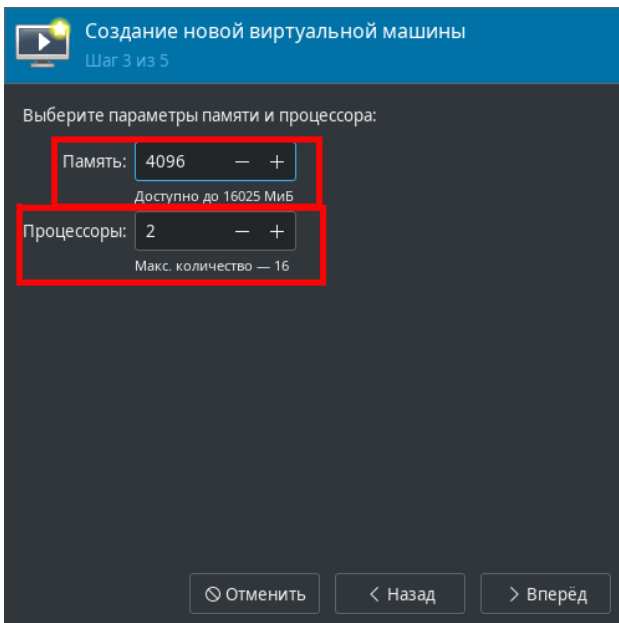 Создание новой виртуальной машины
Шаг 3 из 5
Выберите параметры памяти и процессора:
Память: 4096 — +
Доступно до 16025 МиБ
Процессоры: 2 — +
Макс. количество — 16
Отменить < Назад > Вперёд